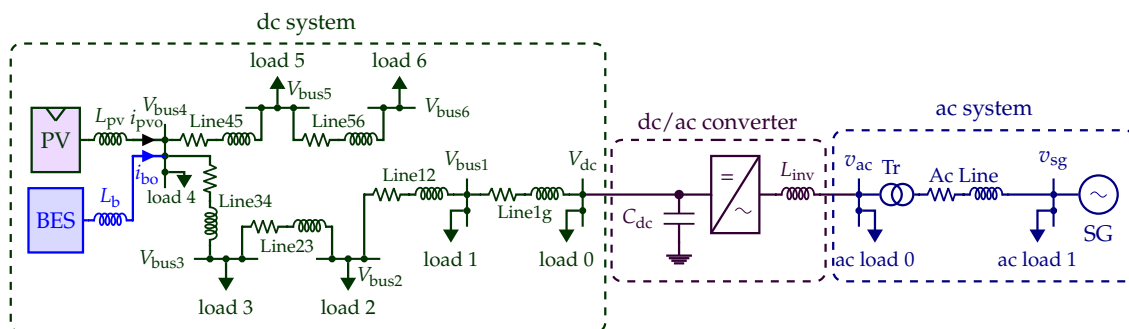 dc system
load 5
load 6
V_bus4
V_bus5
V_bus6
L_pv
i_pvo
Line45
Line56
PV
dc/ac converter
ac system
L_b
i_bo
load 4
V_bus1
V_dc
Line12
Line1g
=
~
L_inv
v_ac
Tr
Ac Line
v_sg
~
BES
Line34
C_dc
SG
Line23
V_bus3
V_bus2
load 1
load 0
ac load 0
ac load 1
load 3
load 2